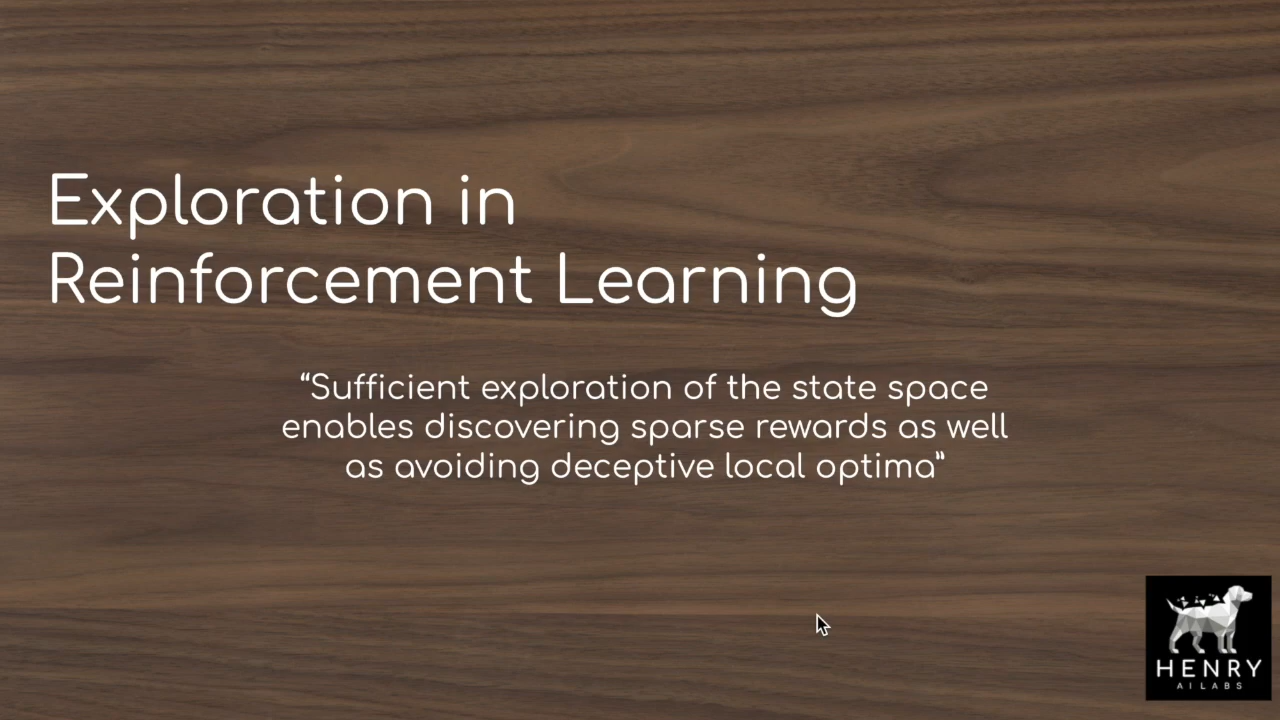 Exploration in
Reinforcement Learning
“Sufficient exploration of the state space
enables discovering sparse rewards as well
as avoiding deceptive local optima”
HENRY
AI LABS